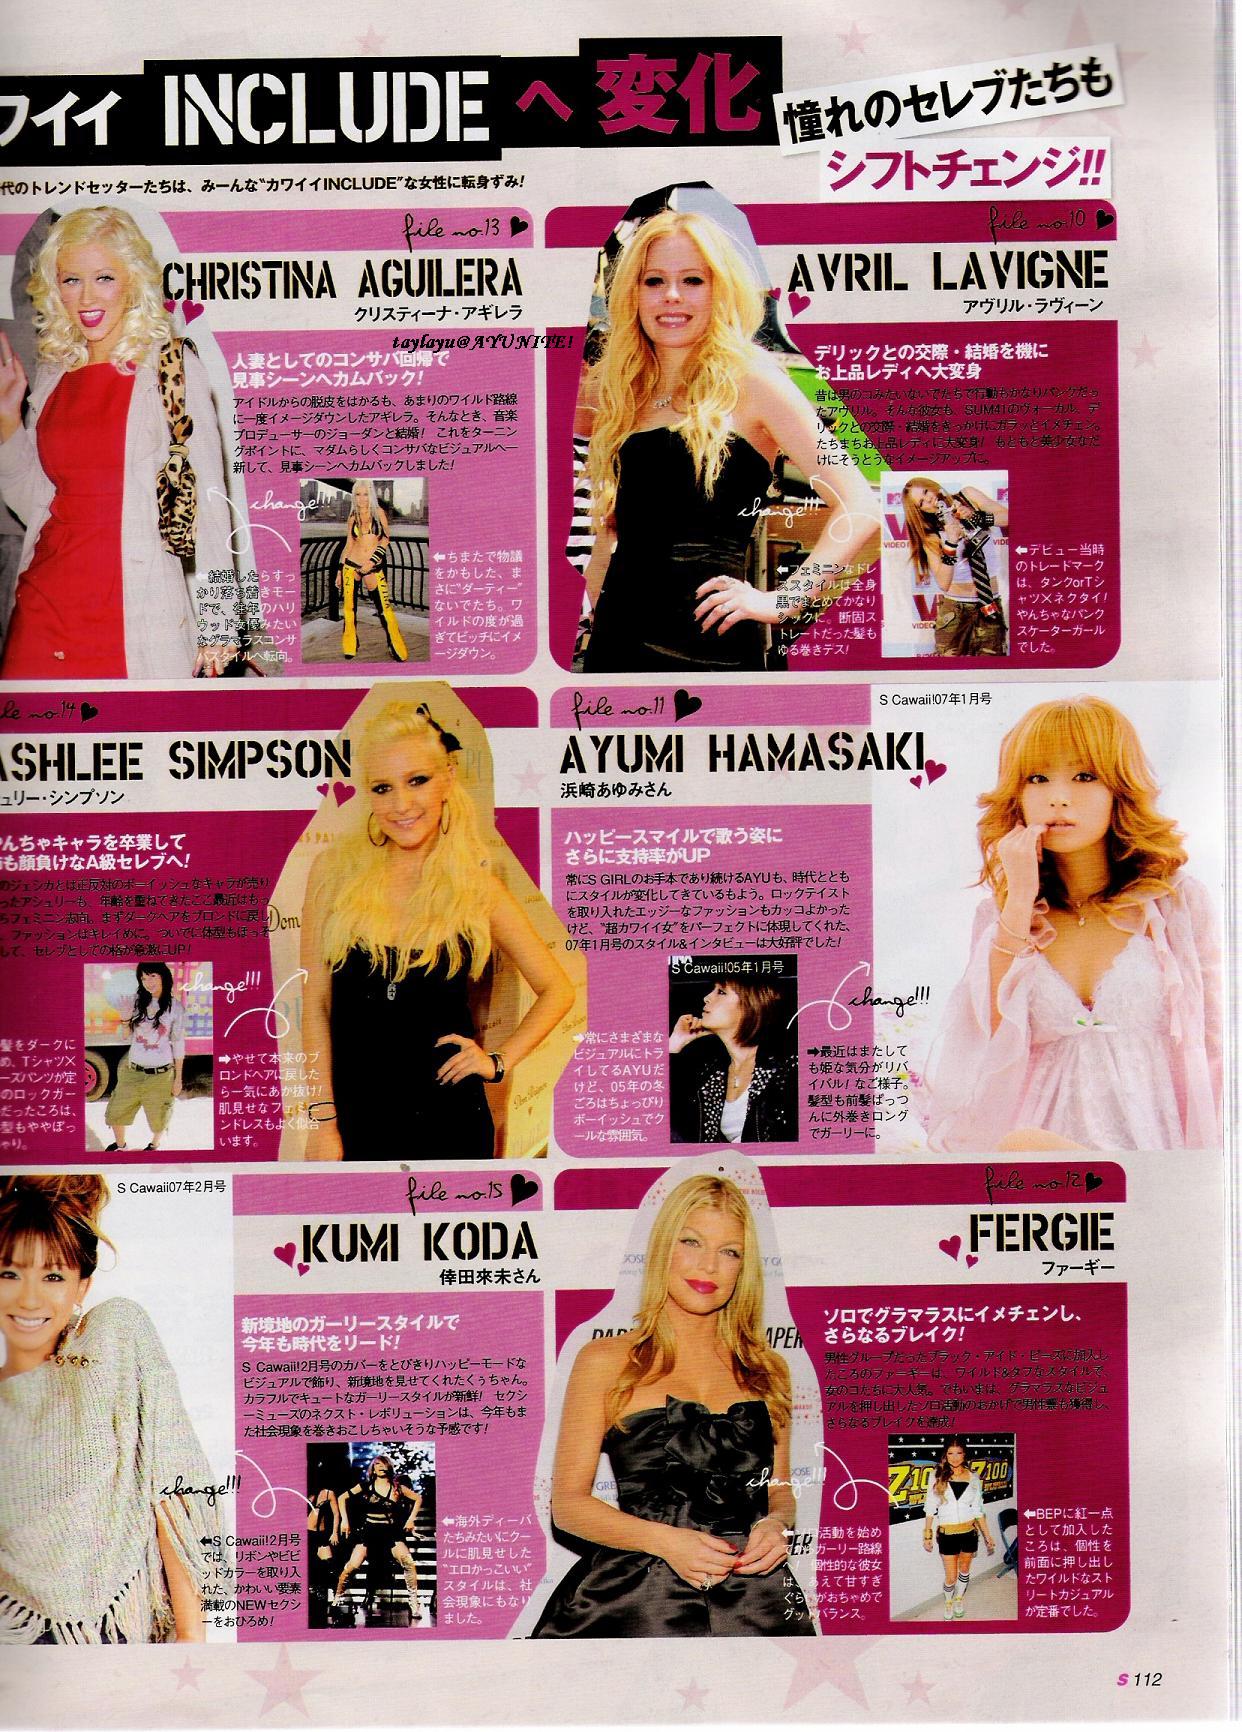 ワイイ INCLUDE へ 変化
憧れのセレブたちも
シフトチェンジ!!
代のトレンドセッターたちは、みーんな"カワイイINCLUDE"な女性に転身ずみ!
file no.13
CHRISTINA AGUILERA
クリスティーナ・アギレラ
taylayu@AYUNITE!
人妻としてのコンサバ回帰で
見事シーンへカムバック!
アイドルからの脱皮をはかるも、あまりのワイルド路線
に一度イメージダウンしたアギレラ。そんなとき、音楽
プロデューサーのジョーダンと結婚! これをターニン
グポイントに、マダムらしくコンサバなビジュアルへ一
新して、見事シーンへカムバックしました!
change!!!
←結婚したらすっ
かり落ち着きモー
ドで、往年のハリ
ウッド女優みたい
なグラマラスコンサ
バスタイルへ転向。
←ちまたで物議
をかもした、ま
さに"ダーティー"
ないでたち。ワ
イルドの度が過
ぎてビッチにイメ
ージダウン。
file no.10
AVRIL LAVIGNE
アヴリル・ラヴィーン
デリックとの交際・結婚を機に
お上品レディへ大変身
昔は男のコみたいないでたちで行動もかなりパンクだっ
たアヴリル。そんな彼女も、SUM41のヴォーカル、デ
リックとの交際・結婚をきっかけにガラッとイメチェン。
たちまちお上品レディに大変身! もともと美少女なだ
けにそうとうなイメージアップに。
change!!!
←フェミニンなドレ
ススタイルは全身
黒でまとめてかなり
シックに。断固ス
トレートだった髪も
ゆる巻きデス!
←デビュー当時
のトレードマーク
は、タンクorTシ
ャツ×ネクタイ!
やんちゃなパンク
スケーターガール
でした。
file no.14
ASHLEE SIMPSON
ュリー・シンプソン
やんちゃキャラを卒業して
も顔負けなA級セレブへ!
のジェシカとは正反対のボーイッシュなキャラが売り
ったアシュリーも、年齢を重ねてきたここ最近はもっ
らフェミニン志向。まずダークヘアをブロンドに戻し
、ファッションはキレイめに。ついでに体型もほっそ
して、セレブとしての格が急激にUP!
change!!!
髪をダークに
め、Tシャツ×
ーズパンツが定
のロックガー
だったころは、
型もややぽっ
ゃり。
→やせて本来のブ
ロンドヘアに戻した
ら一気にあか抜け!
肌見せなフェミニ
ンドレスもよく似合
います。
file no.11
AYUMI HAMASAKI
浜崎あゆみさん
S Cawaii!07年1月号
ハッピースマイルで歌う姿に
さらに支持率がUP
常にS GIRLのお手本であり続けるAYUも、時代ととも
にスタイルが変化してきているもよう。ロックテイスト
を取り入れたエッジーなファッションもカッコよかった
けど、"超カワイイ女"をパーフェクトに体現してくれた、
07年1月号のスタイル&インタビューは大好評でした!
S Cawaii!05年1月号
change!!!
→常にさまざまな
ビジュアルにトラ
イしてるAYUだ
けど、05年の冬
ごろはちょっぴり
ボーイッシュでク
ールな雰囲気。
→最近はまたして
も姫な気分がリバ
イバル!なご様子。
髪型も前髪ぱっつ
んに外巻きロング
でガーリーに。
S Cawaii!07年2月号
file no.15
KUMI KODA
倖田來未さん
新境地のガーリースタイルで
今年も時代をリード!
S Cawaii!2月号のカバーをとびきりハッピーモードな
ビジュアルで飾り、新境地を見せてくれたくぅちゃん。
カラフルでキュートなガーリースタイルが新鮮! セクシ
ーミューズのネクスト・レボリューションは、今年もま
た社会現象を巻きおこしちゃいそうな予感です!
change!!!
←S Cawaii!2月号
では、リボンやビビ
ッドカラーを取り入
れた、かわいい要素
満載のNEWセクシ
ーをおひろめ!
←海外ディーバ
たちみたいにクー
ルに肌見せした
"エロかっこいい"
スタイルは、社
会現象にもなり
ました。
file no.12
FERGIE
ファーギー
ソロでグラマラスにイメチェンし、
さらなるブレイク!
男性グループだったブラック・アイド・ピーズに加入し
たころのファーギーは、ワイルド&タフなスタイルで、
女のコたちに大人気。でもいまは、グラマラスなビジュ
アルを押し出したソロ活動のおかげで男性票も獲得し、
さらなるブレイクを達成!
change!!!
←ソロ活動を始め
てからガーリー路線
へ! 個性的な彼女
は、あえて甘すぎ
ぐらいがおちゃめで
グッドバランス。
←BEPに紅一点
として加入した
ころは、個性を
前面に押し出し
たワイルドなスト
リートカジュアル
が定番でした。
S 112